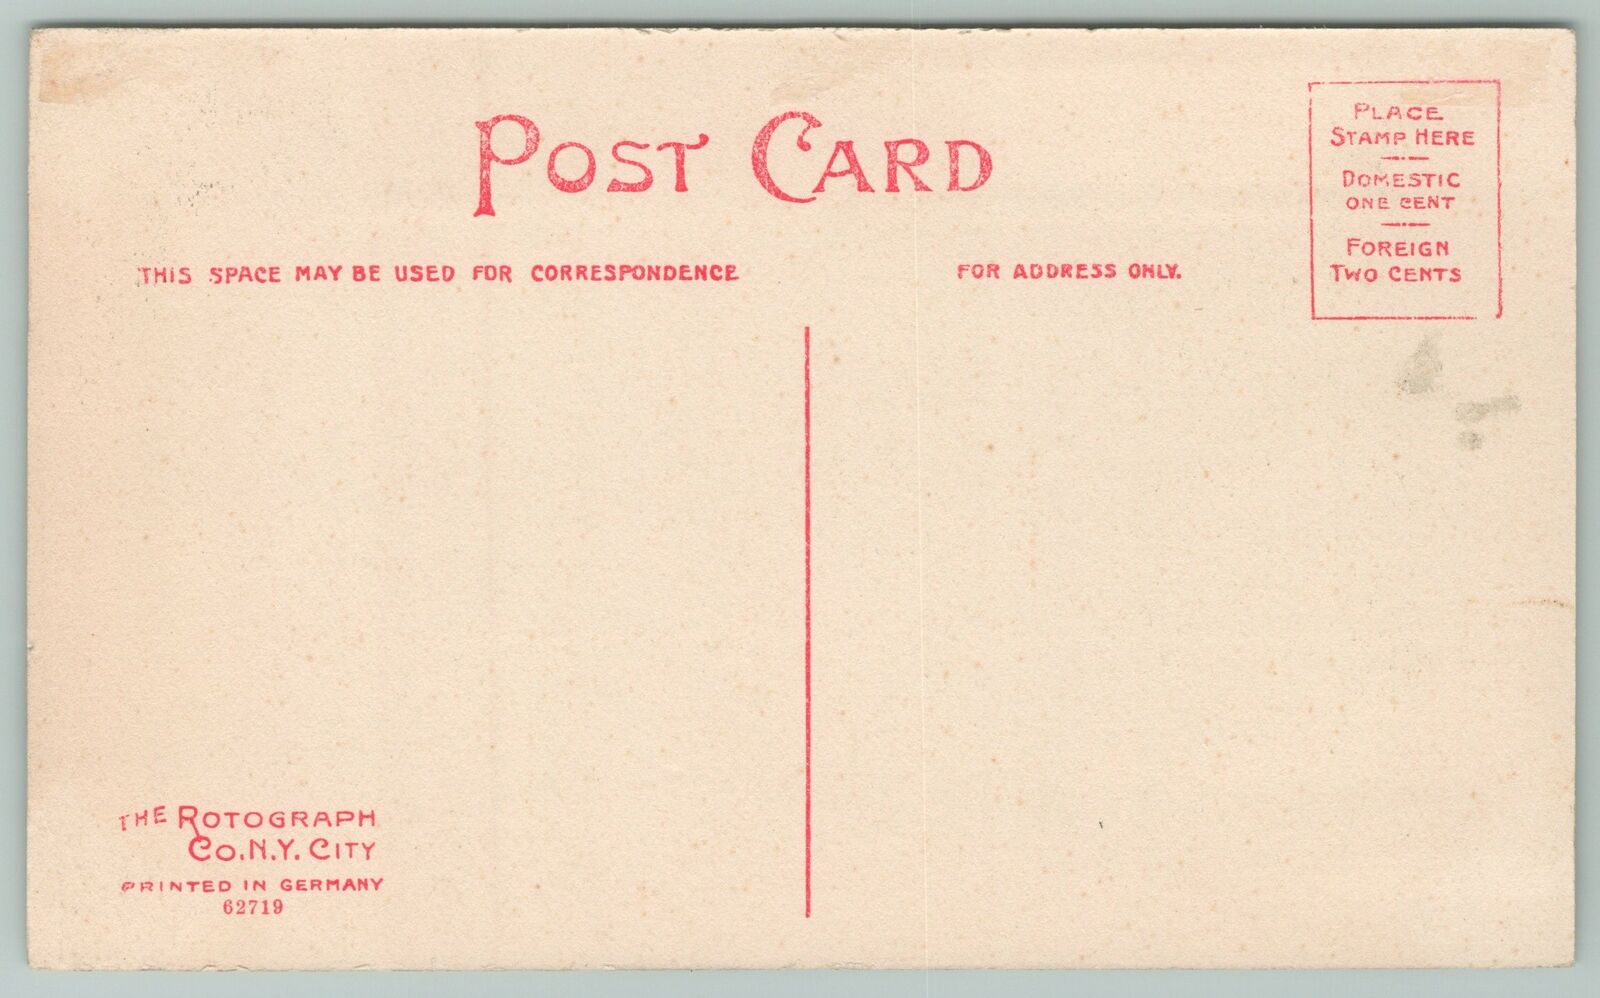 POST CARD
PLACE
STAMP HERE
DOMESTIC
ONE CENT
FOREIGN
TWO CENTS
THIS SPACE MAY BE USED FOR CORRESPONDENCE
FOR ADDRESS ONLY.
THE ROTOGRAPH
CO. N.Y. CITY
PRINTED IN GERMANY
62719